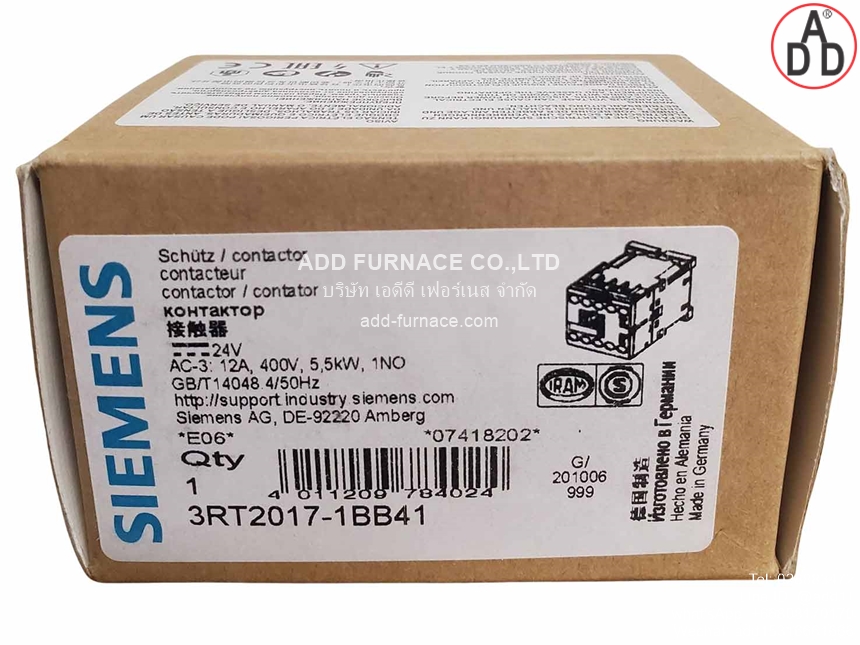 ADD
®
SIEMENS
Schütz / contactor
contacteur
contactor / contator
контактор
接触器
24V
AC-3: 12A, 400V, 5,5kW, 1NO
GB/T14048.4/50Hz
http://support.industry.siemens.com
Siemens AG, DE-92220 Amberg
*E06*
*07418202*
Qty
1
4 011209 784024
3RT2017-1BB41
G/
201006
999
IRAM
S
德国制造
Изготовлено в Германии
Hecho en Alemania
Made in Germany
ADD FURNACE CO.,LTD
บริษัท เอดีดี เฟอร์เนส จำกัด
add-furnace.com